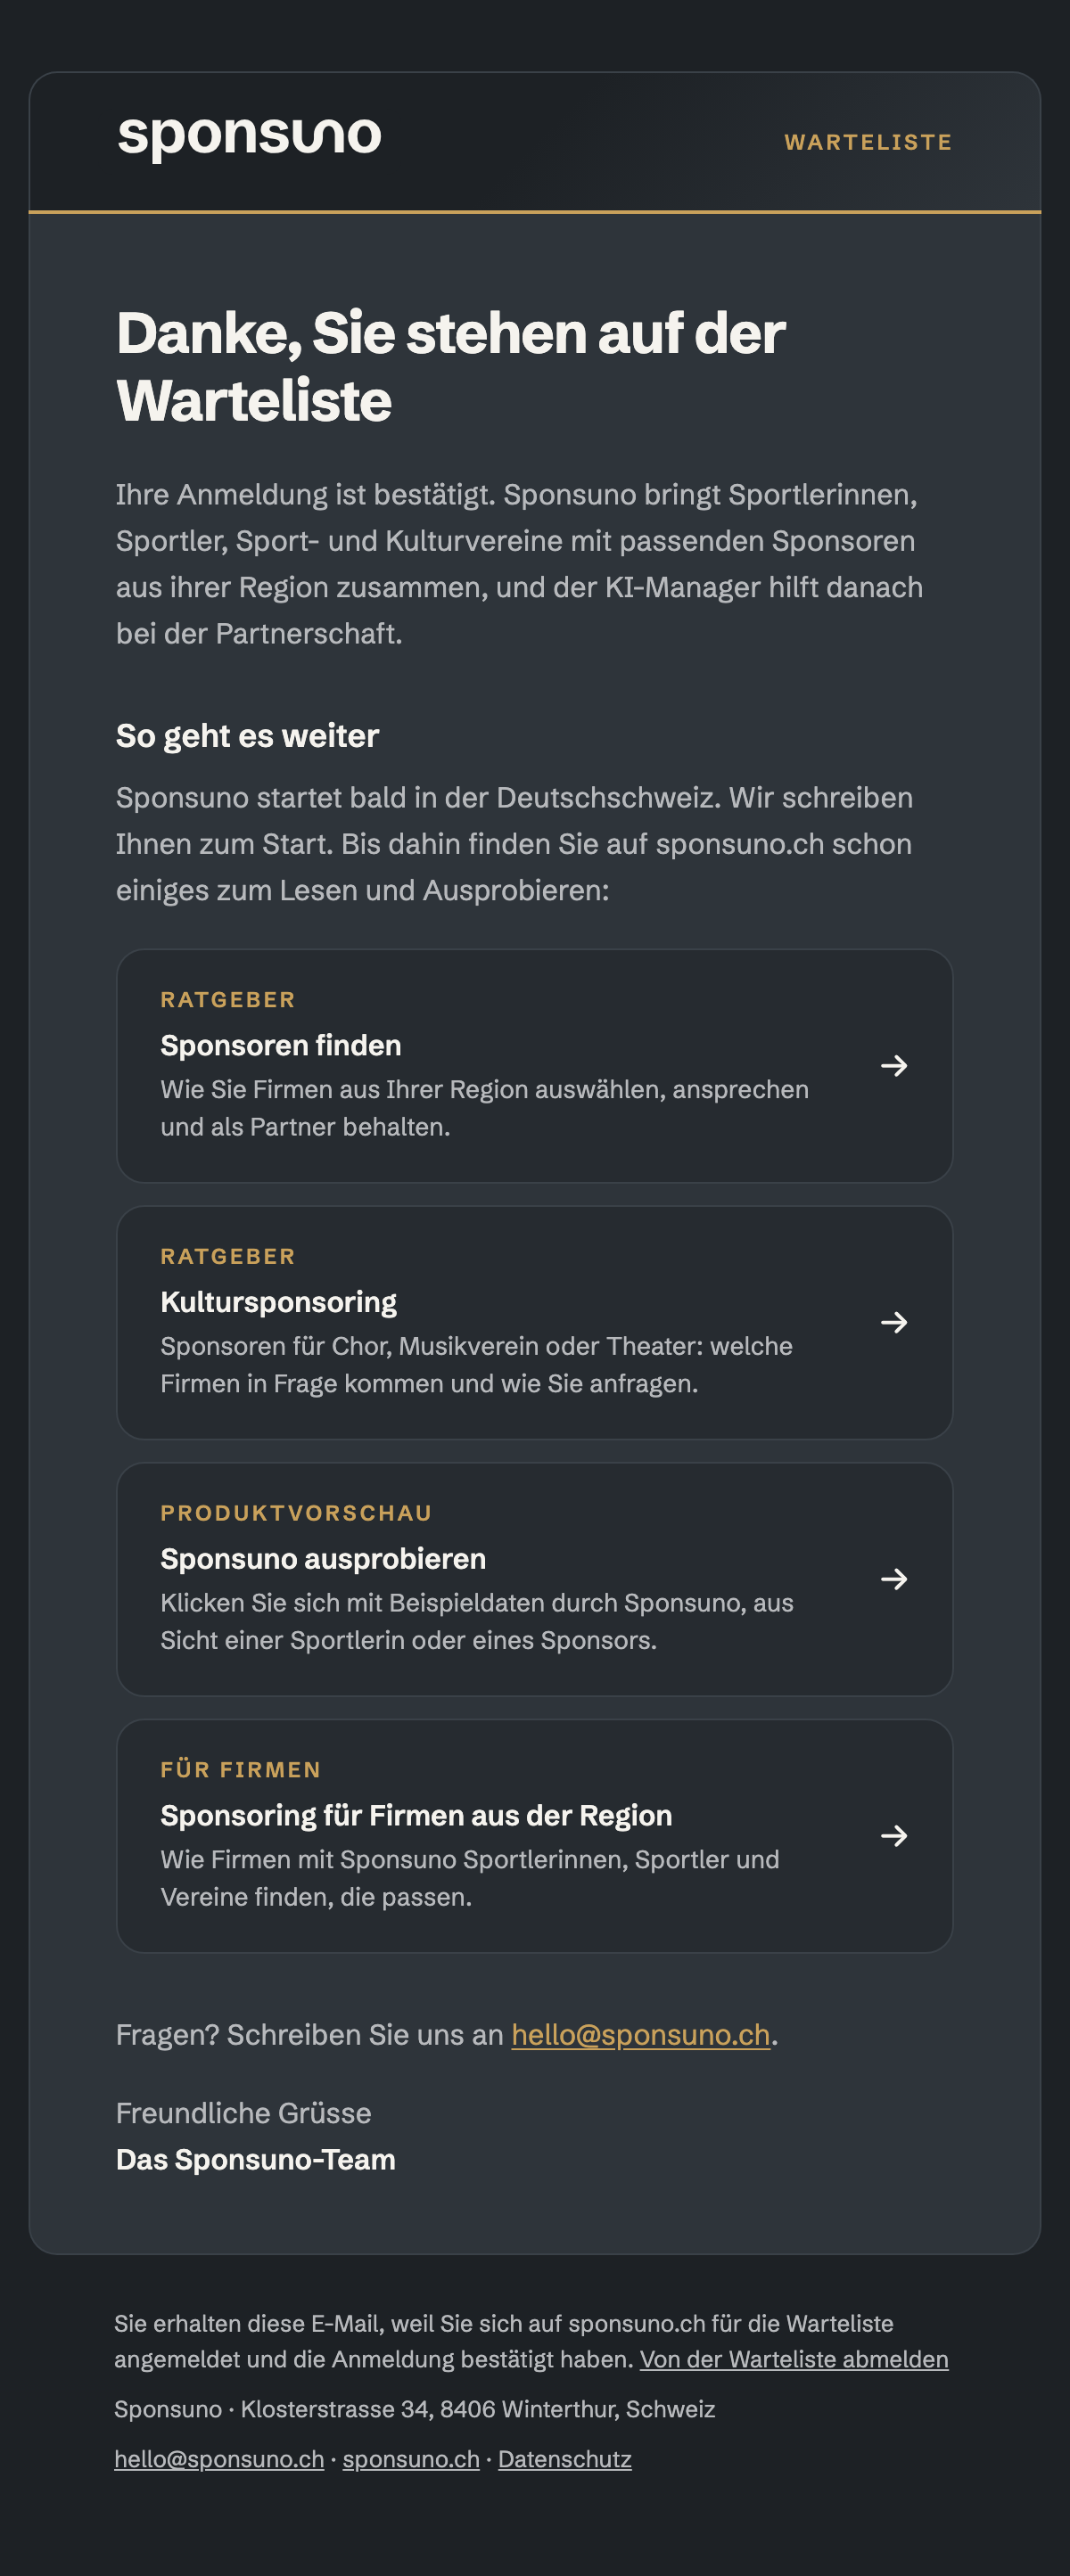 sponsuno
WARTELISTE
Danke, Sie stehen auf der
Warteliste
Ihre Anmeldung ist bestätigt. Sponsuno bringt Sportlerinnen,
Sportler, Sport- und Kulturvereine mit passenden Sponsoren
aus ihrer Region zusammen, und der KI-Manager hilft danach
bei der Partnerschaft.
So geht es weiter
Sponsuno startet bald in der Deutschschweiz. Wir schreiben
Ihnen zum Start. Bis dahin finden Sie auf sponsuno.ch schon
einiges zum Lesen und Ausprobieren:
RATGEBER
Sponsoren finden
Wie Sie Firmen aus Ihrer Region auswählen, ansprechen
und als Partner behalten.
RATGEBER
Kultursponsoring
Sponsoren für Chor, Musikverein oder Theater: welche
Firmen in Frage kommen und wie Sie anfragen.
PRODUKTVORSCHAU
Sponsuno ausprobieren
Klicken Sie sich mit Beispieldaten durch Sponsuno, aus
Sicht einer Sportlerin oder eines Sponsors.
FÜR FIRMEN
Sponsoring für Firmen aus der Region
Wie Firmen mit Sponsuno Sportlerinnen, Sportler und
Vereine finden, die passen.
Fragen? Schreiben Sie uns an hello@sponsuno.ch.
Freundliche Grüsse
Das Sponsuno-Team
Sie erhalten diese E-Mail, weil Sie sich auf sponsuno.ch für die Warteliste
angemeldet und die Anmeldung bestätigt haben. Von der Warteliste abmelden
Sponsuno · Klosterstrasse 34, 8406 Winterthur, Schweiz
hello@sponsuno.ch · sponsuno.ch · Datenschutz